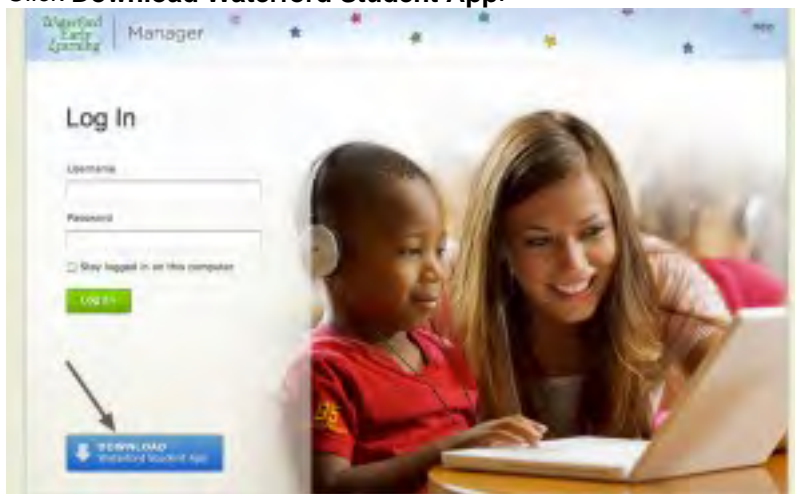 Click Download Waterford Student App.
Waterford
Early
Learning
Manager
Log In
Username
Password
Stay logged in on this computer
Log In
DOWNLOAD
Waterford Student App